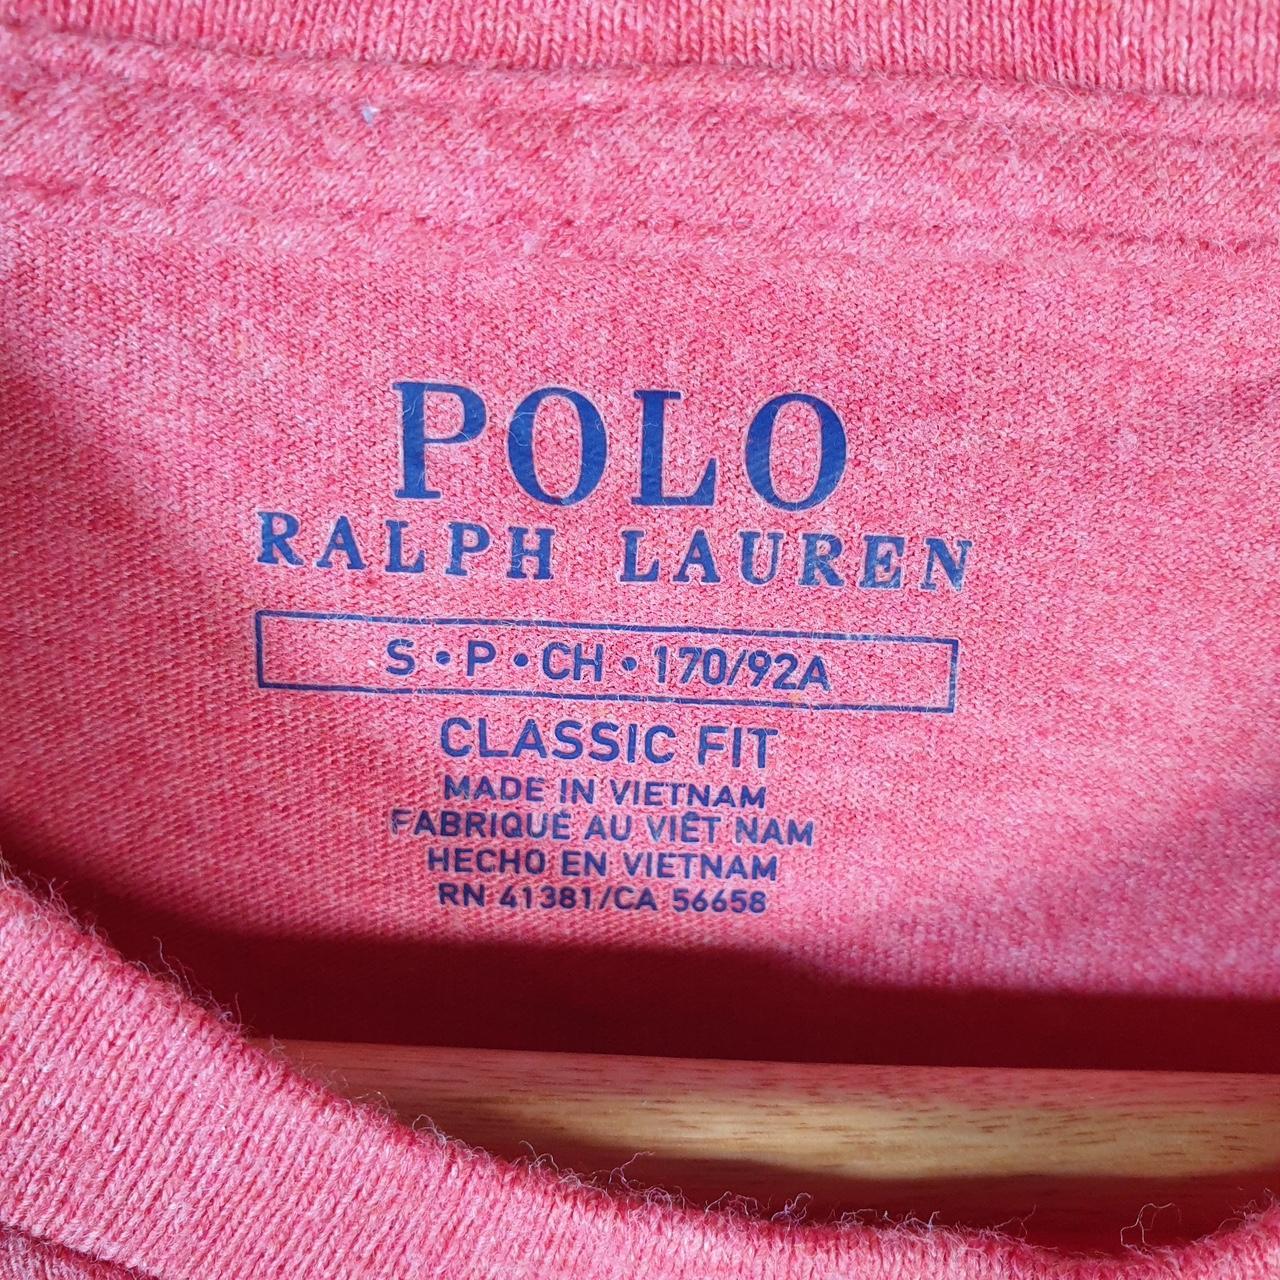 POLO
RALPH LAUREN
S • P • CH • 170/92A
CLASSIC FIT
MADE IN VIETNAM
FABRIQUÉ AU VIÊT NAM
HECHO EN VIETNAM
RN 41381/CA 56658